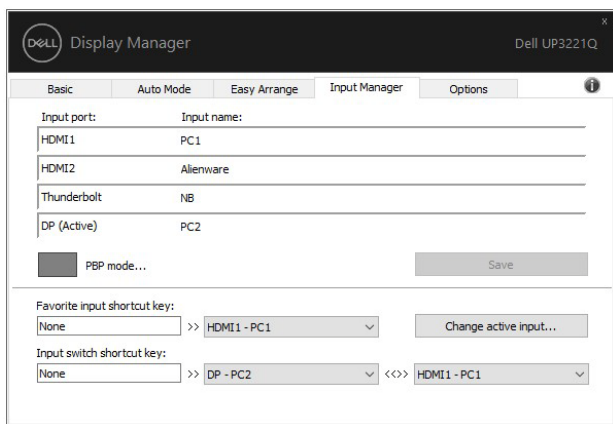 x
DELL Display Manager Dell UP3221Q
Basic Auto Mode Easy Arrange Input Manager Options i
Input port: Input name:
HDMI1 PC1
HDMI2 Alienware
Thunderbolt NB
DP (Active) PC2
PBP mode... Save
Favorite input shortcut key:
None >> HDMI1 - PC1 Change active input...
Input switch shortcut key:
None >> DP - PC2 <<>> HDMI1 - PC1